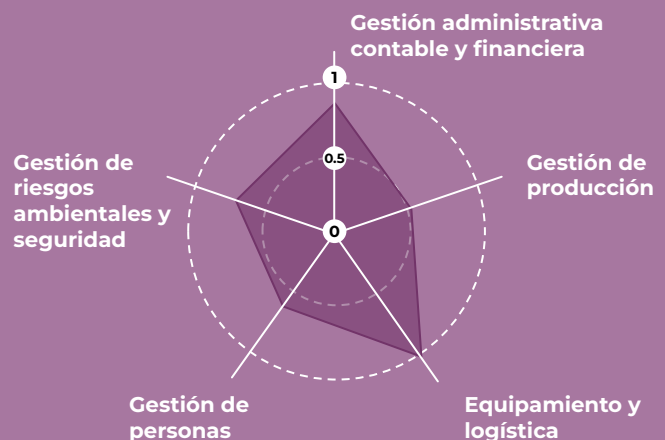 Gestión administrativa
contable y financiera
1
Gestión de
riesgos
ambientales y
seguridad
0.5
Gestión de
producción
0
Gestión de
personas
Equipamiento y
logística